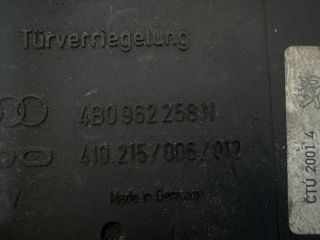 Türverriegelung
4B0 962 258 N
410.215/006/012
Made in Germany
CTU 2001 4